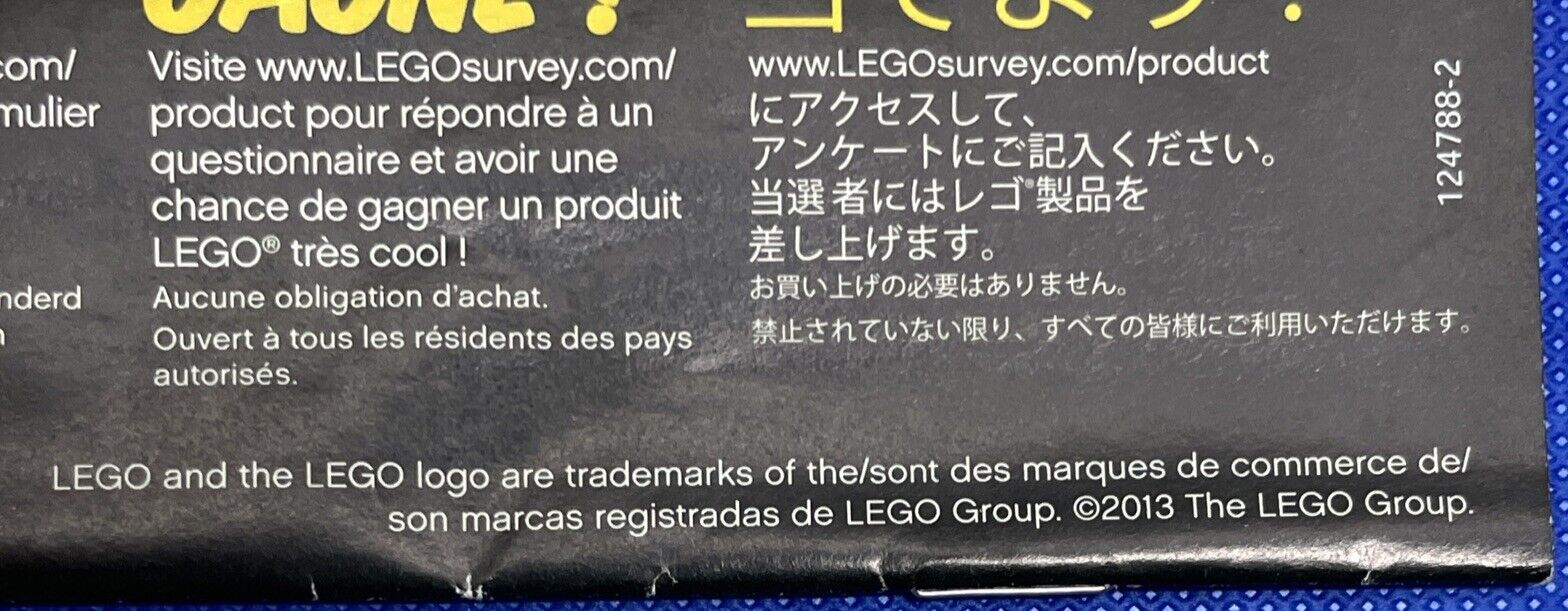 GAGNE !
当てよう!
com/
mulier
nderd
Visite www.LEGOsurvey.com/
product pour répondre à un
questionnaire et avoir une
chance de gagner un produit
LEGO® très cool !
Aucune obligation d'achat.
Ouvert à tous les résidents des pays
autorisés.
www.LEGOsurvey.com/product
にアクセスして、
アンケートにご記入ください。
当選者にはレゴ®製品を
差し上げます。
お買い上げの必要はありません。
禁止されていない限り、すべての皆様にご利用いただけます。
124788-2
LEGO and the LEGO logo are trademarks of the/sont des marques de commerce de/
son marcas registradas de LEGO Group. ©2013 The LEGO Group.